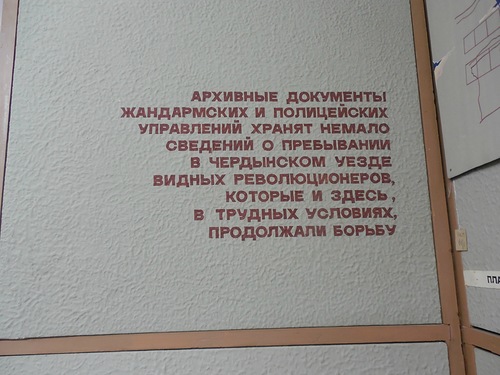 АРХИВНЫЕ ДОКУМЕНТЫ
ЖАНДАРМСКИХ И ПОЛИЦЕЙСКИХ
УПРАВЛЕНИЙ ХРАНЯТ НЕМАЛО
СВЕДЕНИЙ О ПРЕБЫВАНИИ
В ЧЕРДЫНСКОМ УЕЗДЕ
ВИДНЫХ РЕВОЛЮЦИОНЕРОВ,
КОТОРЫЕ И ЗДЕСЬ,
В ТРУДНЫХ УСЛОВИЯХ,
ПРОДОЛЖАЛИ БОРЬБУ